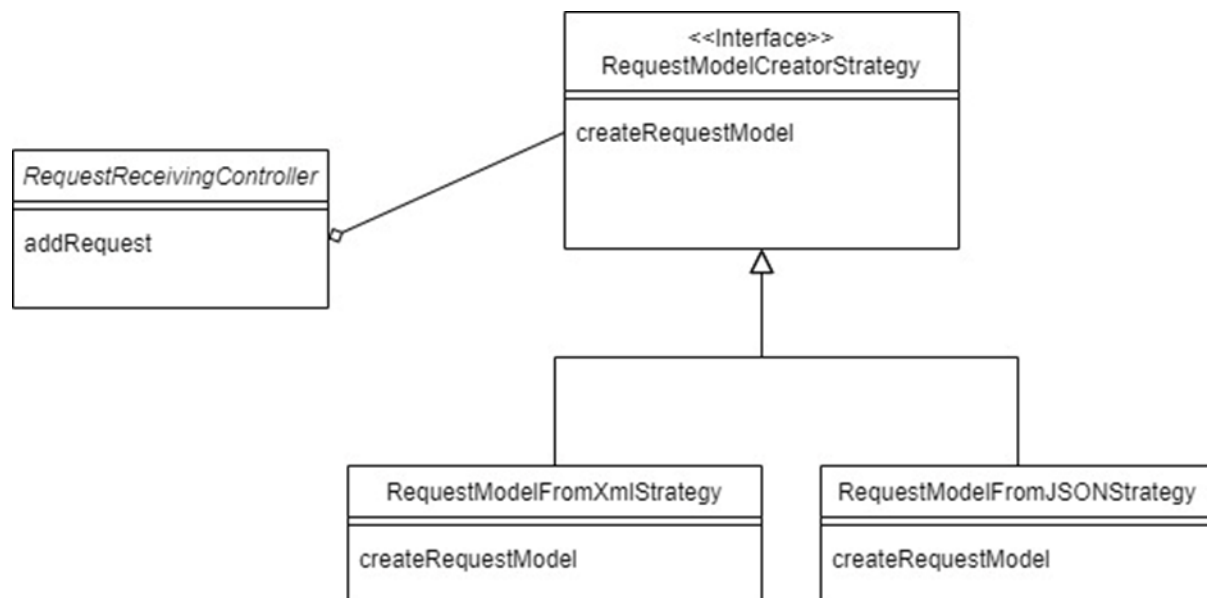 <<Interface>>
RequestModelCreatorStrategy
createRequestModel
RequestReceivingController
addRequest
RequestModelFromXmlStrategy
createRequestModel
RequestModelFromJSONStrategy
createRequestModel